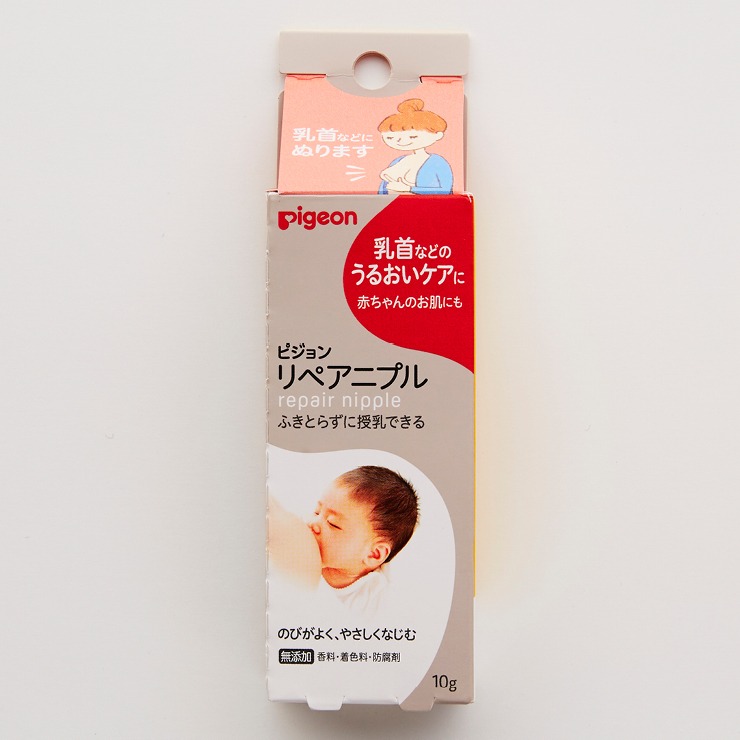 乳首などに
ぬります
pigeon
乳首などの
うるおいケアに
赤ちゃんのお肌にも
ピジョン
リペアニプル
repair nipple
ふきとらずに授乳できる
のびがよく、やさしくなじむ
無添加 香料・着色料・防腐剤
10g